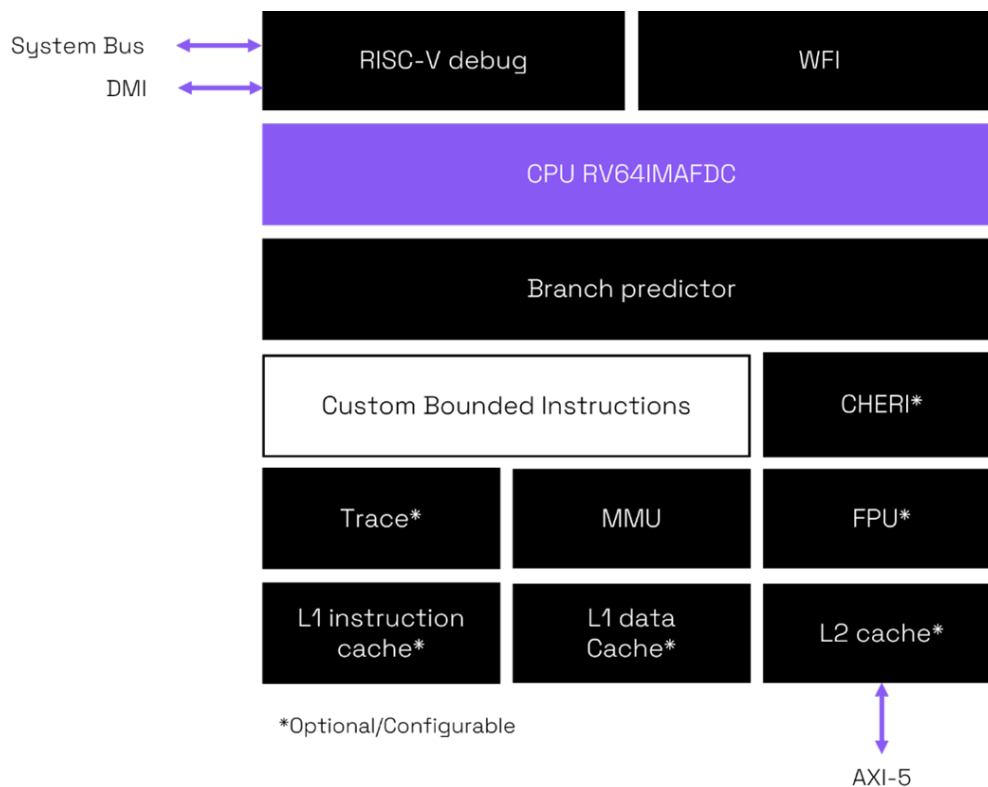 System Bus
DMI
RISC-V debug
WFI
CPU RV64IMAFDC
Branch predictor
Custom Bounded Instructions
CHERI*
Trace*
MMU
FPU*
L1 instruction
cache*
L1 data
Cache*
L2 cache*
*Optional/Configurable
AXI-5